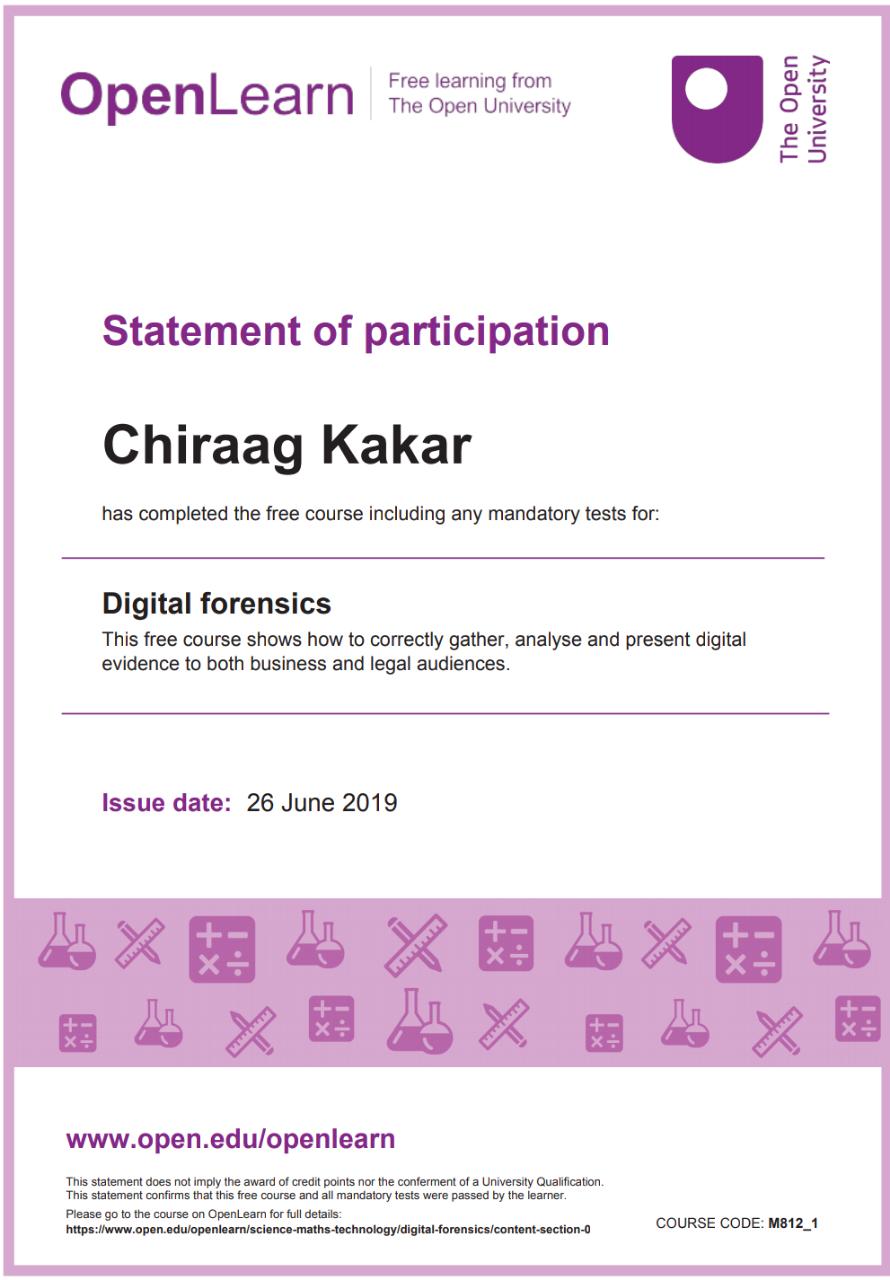 OpenLearn
Free learning from
The Open University
The Open
University
Statement of participation
Chiraag Kakar
has completed the free course including any mandatory tests for:
Digital forensics
This free course shows how to correctly gather, analyse and present digital
evidence to both business and legal audiences.
Issue date: 26 June 2019
www.open.edu/openlearn
This statement does not imply the award of credit points nor the conferment of a University Qualification.
This statement confirms that this free course and all mandatory tests were passed by the learner.
Please go to the course on OpenLearn for full details:
https://www.open.edu/openlearn/science-maths-technology/digital-forensics/content-section-0
COURSE CODE: M812_1